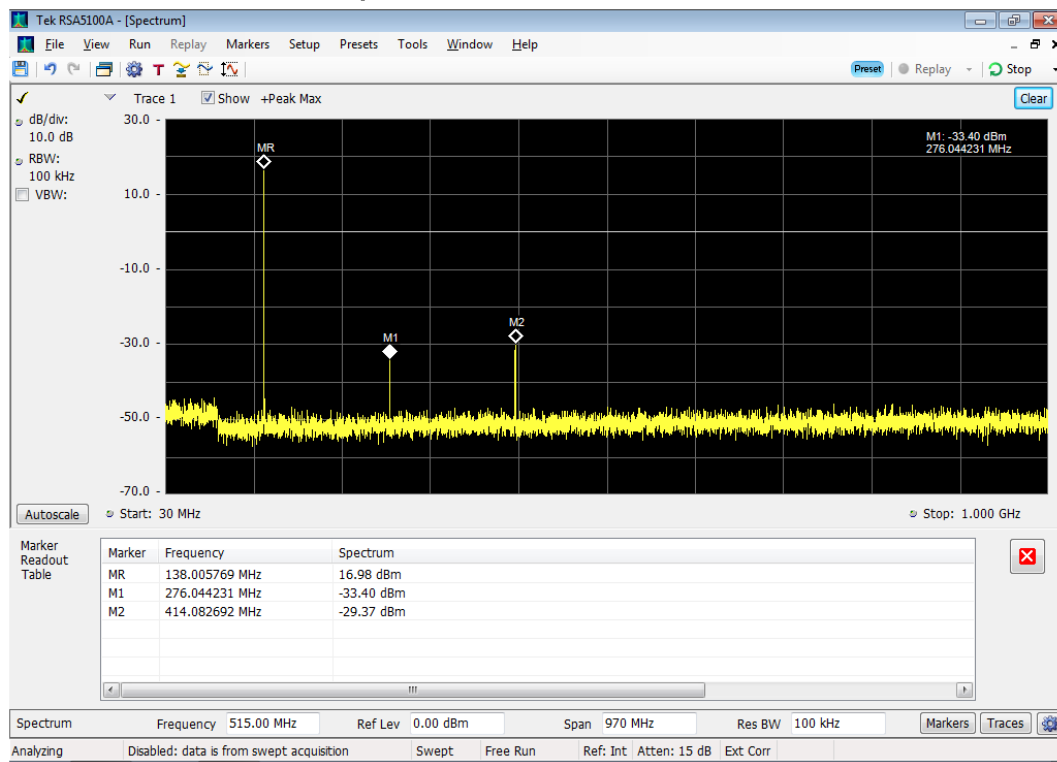 Tek RSA5100A - [Spectrum]
File View Run Replay Markers Setup Presets Tools Window Help
Preset Replay Stop
Trace 1 Show +Peak Max Clear
dB/div:
10.0 dB
RBW:
100 kHz
VBW:
30.0
10.0
-10.0
-30.0
-50.0
-70.0
MR
M1
M2
M1: -33.40 dBm
276.044231 MHz
Autoscale Start: 30 MHz Stop: 1.000 GHz
Marker
Readout
Table
Marker Frequency Spectrum
MR 138.005769 MHz 16.98 dBm
M1 276.044231 MHz -33.40 dBm
M2 414.082692 MHz -29.37 dBm
Spectrum Frequency 515.00 MHz Ref Lev 0.00 dBm Span 970 MHz Res BW 100 kHz Markers Traces
Analyzing Disabled: data is from swept acquisition Swept Free Run Ref: Int Atten: 15 dB Ext Corr